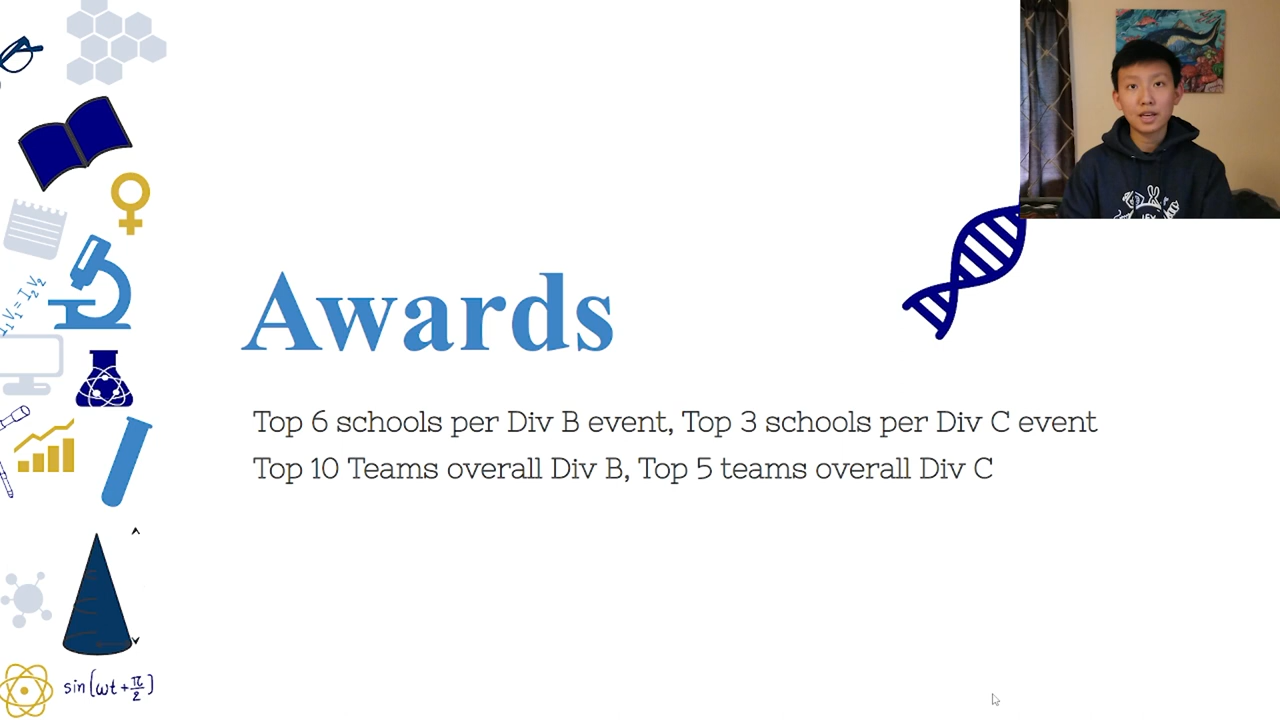 Awards
Top 6 schools per Div B event, Top 3 schools per Div C event
Top 10 Teams overall Div B, Top 5 teams overall Div C
sin(ωt+π/2)